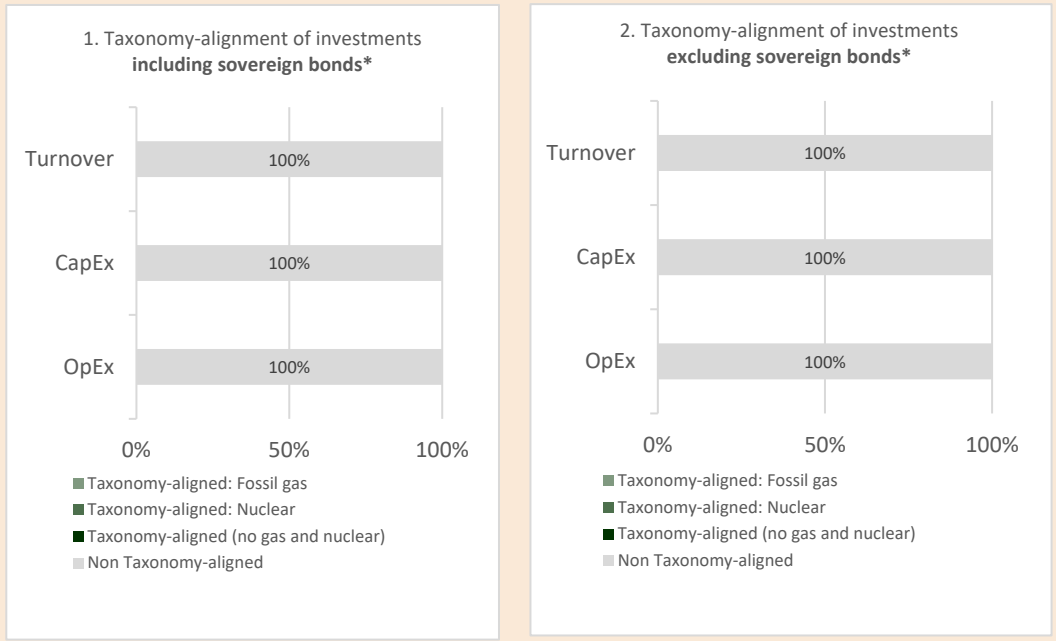 1. Taxonomy-alignment of investments
including sovereign bonds*
Turnover
100%
CapEx
100%
OpEx
100%
0% 50% 100%
Taxonomy-aligned: Fossil gas
Taxonomy-aligned: Nuclear
Taxonomy-aligned (no gas and nuclear)
Non Taxonomy-aligned
2. Taxonomy-alignment of investments
excluding sovereign bonds*
Turnover
100%
CapEx
100%
OpEx
100%
0% 50% 100%
Taxonomy-aligned: Fossil gas
Taxonomy-aligned: Nuclear
Taxonomy-aligned (no gas and nuclear)
Non Taxonomy-aligned